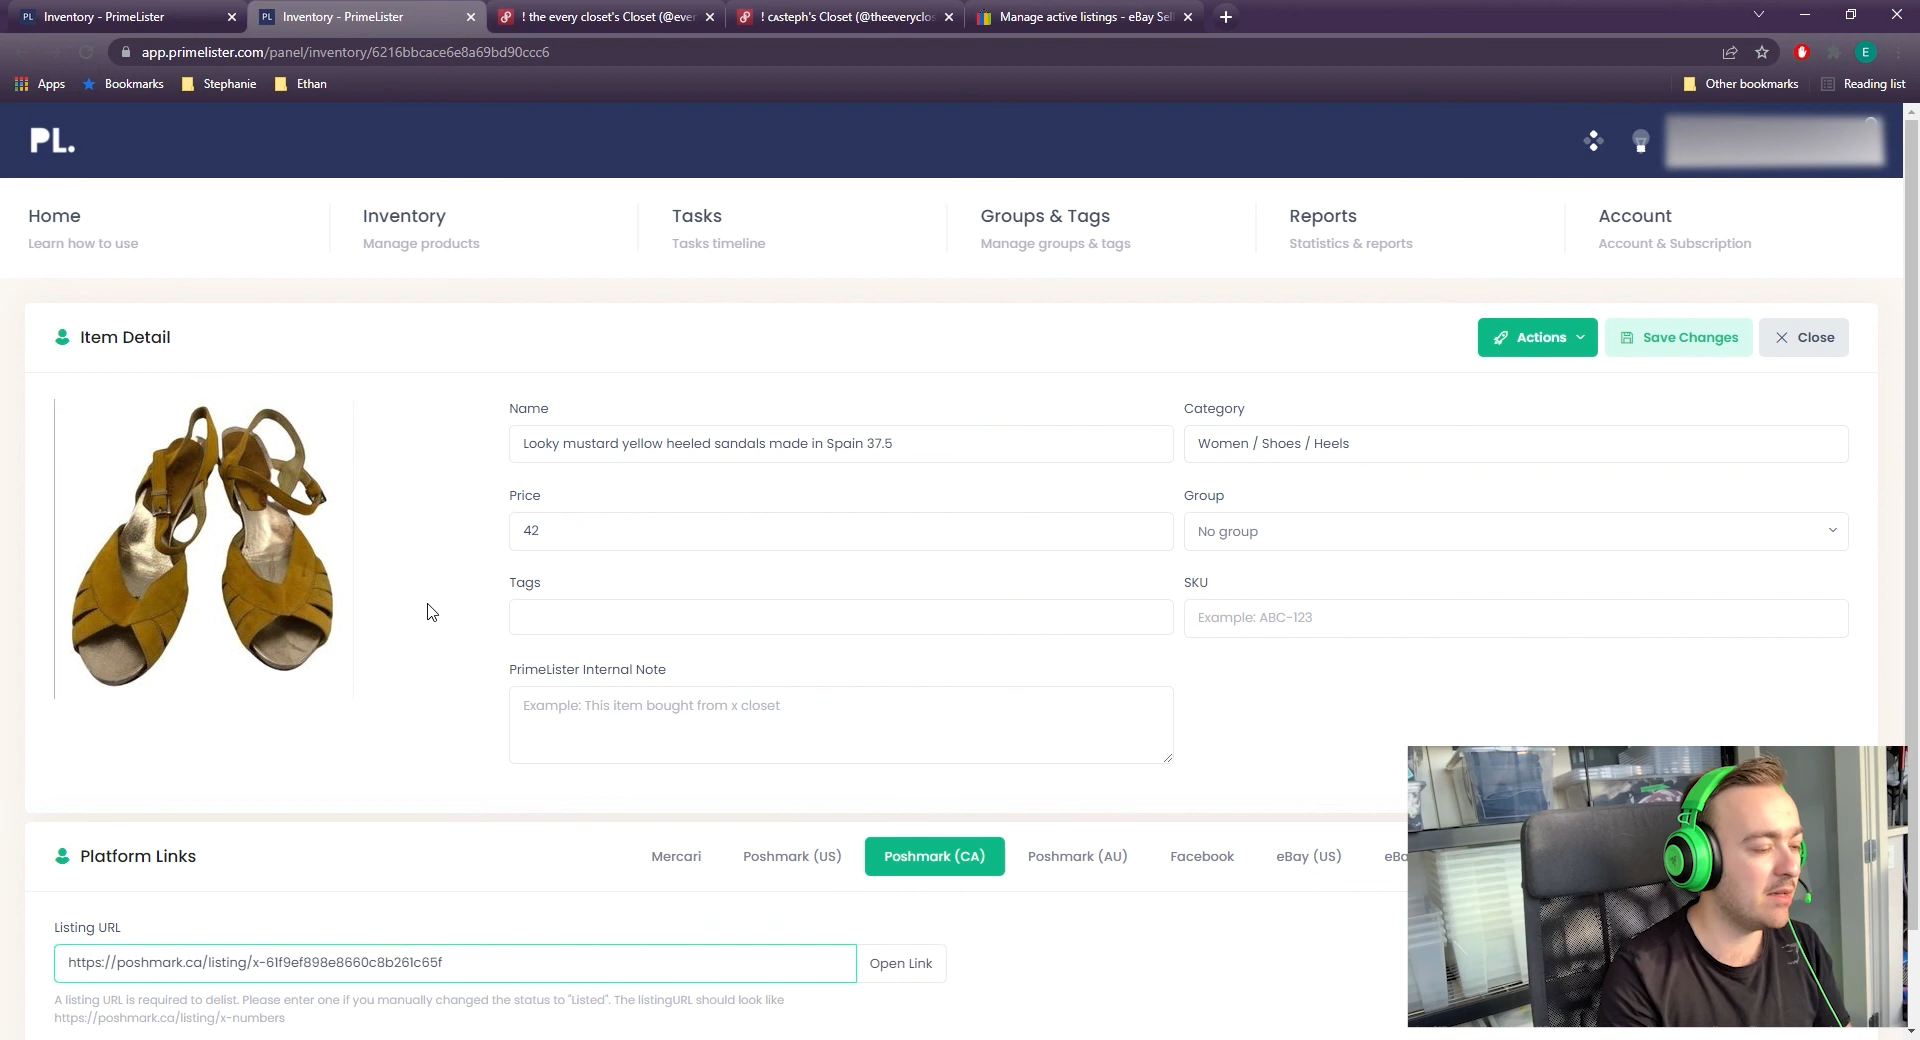 Inventory - PrimeLister
Inventory - PrimeLister
! the every closet's Closet (@ever
! cᴀsteph's Closet (@theeveryclos
Manage active listings - eBay Sell
app.primelister.com/panel/inventory/6216bbcace6e8a69bd90ccc6
E
Apps
Bookmarks
Stephanie
Ethan
Other bookmarks
Reading list
PL.
Home
Learn how to use
Inventory
Manage products
Tasks
Tasks timeline
Groups & Tags
Manage groups & tags
Reports
Statistics & reports
Account
Account & Subscription
Item Detail
Actions
Save Changes
Close
Name
Looky mustard yellow heeled sandals made in Spain 37.5
Category
Women / Shoes / Heels
Price
42
Group
No group
Tags
SKU
Example: ABC-123
PrimeLister Internal Note
Example: This item bought from x closet
Platform Links
Mercari
Poshmark (US)
Poshmark (CA)
Poshmark (AU)
Facebook
eBay (US)
eBa
Listing URL
https://poshmark.ca/listing/x-61f9ef898e8660c8b261c65f
Open Link
A listing URL is required to delist. Please enter one if you manually changed the status to "Listed". The listingURL should look like
https://poshmark.ca/listing/x-numbers